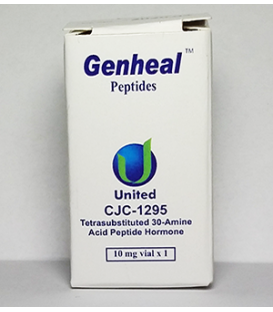 Genheal™
Peptides
United
CJC-1295
Tetrasubstituted 30-Amine
Acid Peptide Hormone
10 mg vial x 1